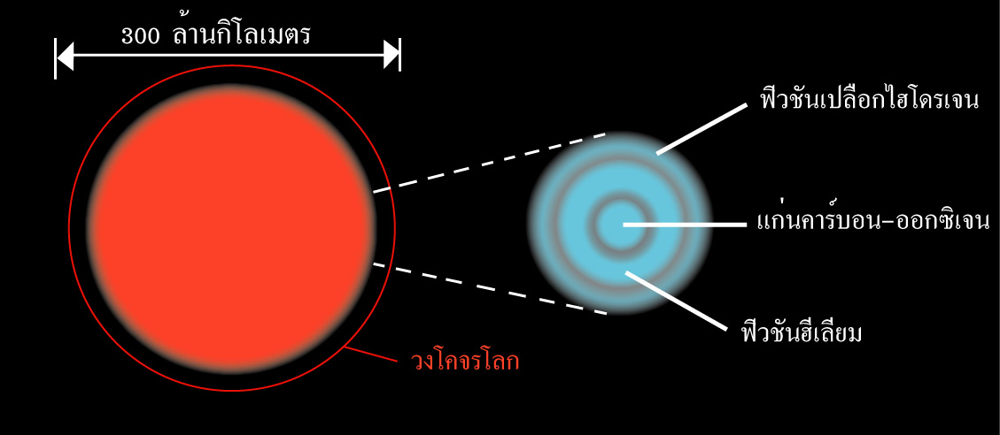 300 ล้านกิโลเมตร
ฟิวชันเปลือกไฮโดรเจน
แก่นคาร์บอน-ออกซิเจน
ฟิวชันฮีเลียม
วงโคจรโลก